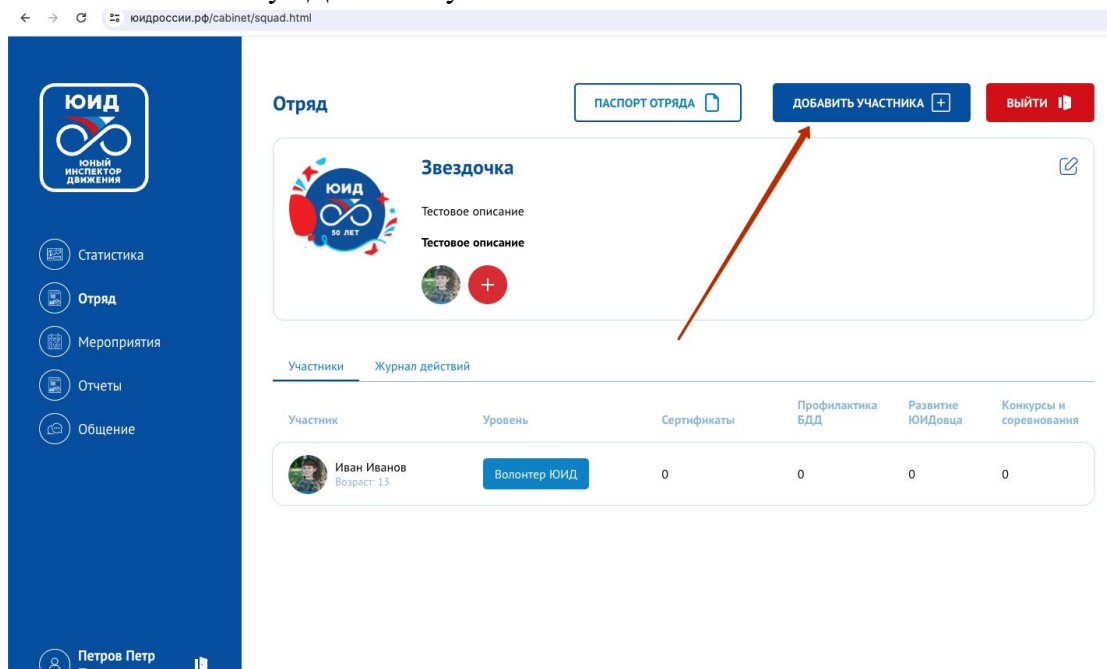 юидроссии.рф/cabinet/squad.html
ЮИД
ЮНЫЙ
ИНСПЕКТОР
ДВИЖЕНИЯ
Статистика
Отряд
Мероприятия
Отчеты
Общение
Петров Петр
Отряд
ПАСПОРТ ОТРЯДА
ДОБАВИТЬ УЧАСТНИКА
ВЫЙТИ
ЮИД
50 ЛЕТ
Звездочка
Тестовое описание
Тестовое описание
Участники Журнал действий
Участник Уровень Сертификаты Профилактика БДД Развитие ЮИДовца Конкурсы и соревнования
Иван Иванов
Возраст: 13
Волонтер ЮИД 0 0 0 0